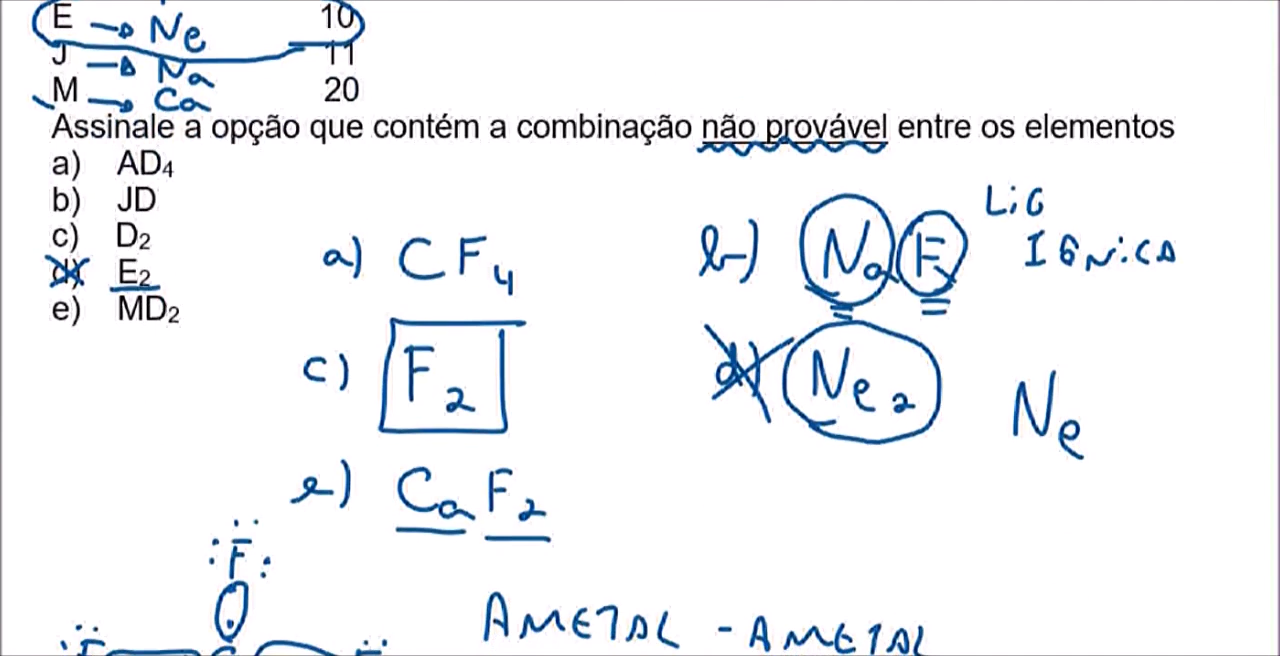 E → Ne 10
J → Na 11
M → Ca 20
Assinale a opção que contém a combinação não provável entre os elementos
a) AD₄
b) JD
c) D₂
d) E₂
e) MD₂
a) CF₄
b) NaF
LiG IÔNiCA
c) F₂
d) Ne₂ Ne
e) CaF₂
:F:
AMETAL - AMETAL